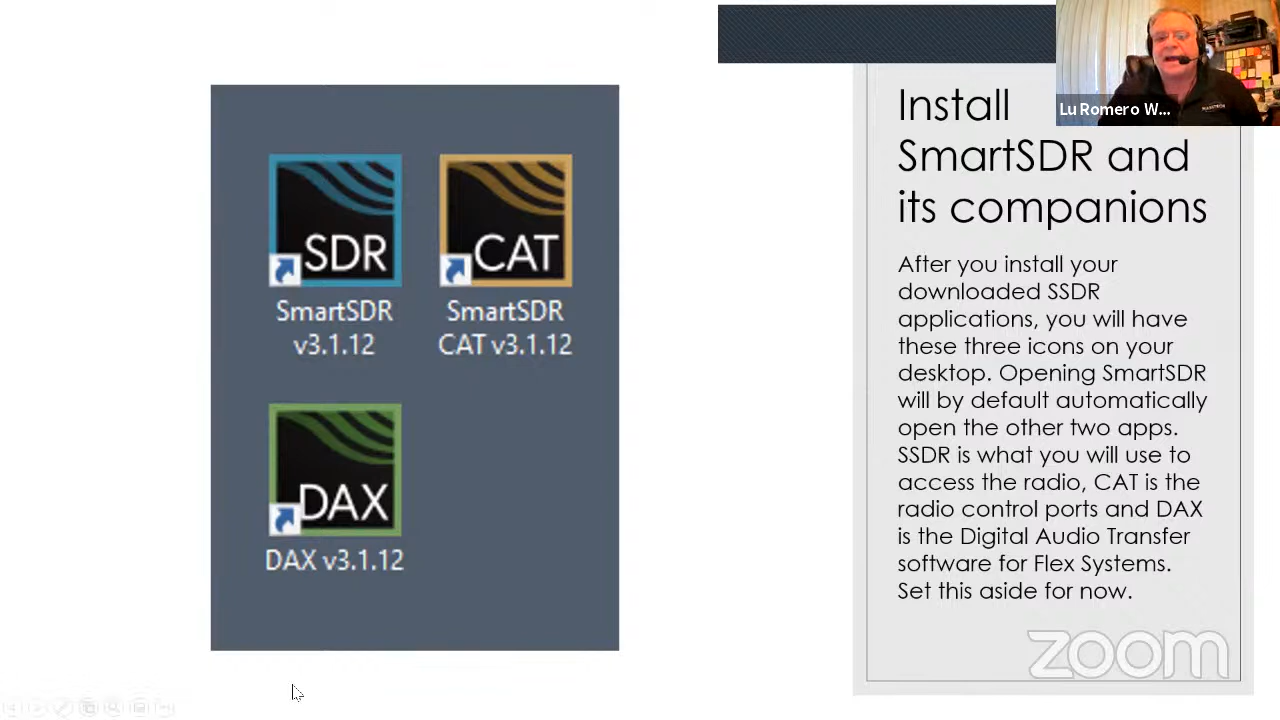 SDR
CAT
SmartSDR
v3.1.12
SmartSDR
CAT v3.1.12
DAX
DAX v3.1.12
Lu Romero W...
Install
SmartSDR and
its companions
After you install your
downloaded SSDR
applications, you will have
these three icons on your
desktop. Opening SmartSDR
will by default automatically
open the other two apps.
SSDR is what you will use to
access the radio, CAT is the
radio control ports and DAX
is the Digital Audio Transfer
software for Flex Systems.
Set this aside for now.
zoom